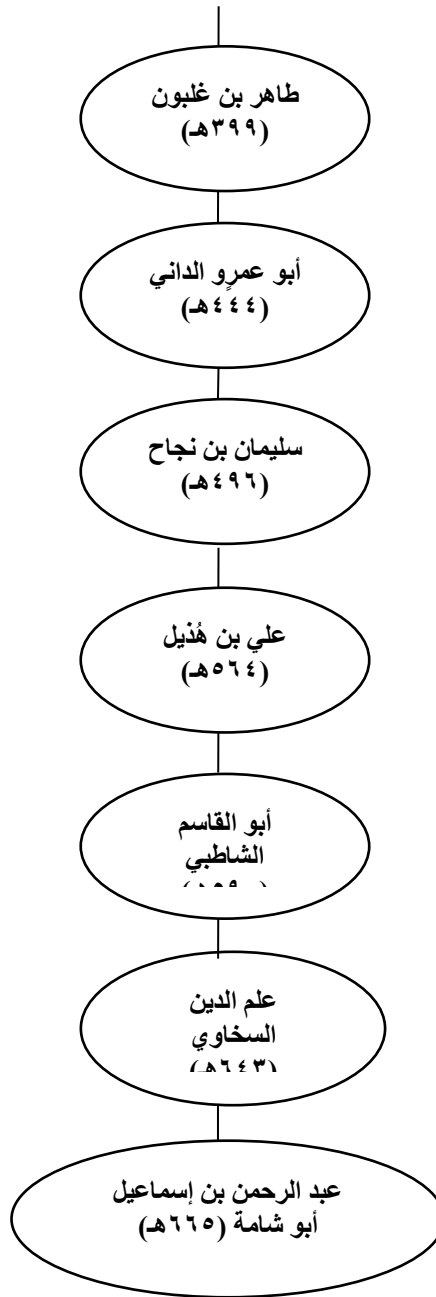 طاهر بن غلبون
(٣٩٩هـ)
أبو عمرٍو الداني
(٤٤٤هـ)
سليمان بن نجاح
(٤٩٦هـ)
علي بن هُذيل
(٥٦٤هـ)
أبو القاسم
الشاطبي
علم الدين
السخاوي
(٦٤٣هـ)
عبد الرحمن بن إسماعيل
أبو شامة (٦٦٥هـ)